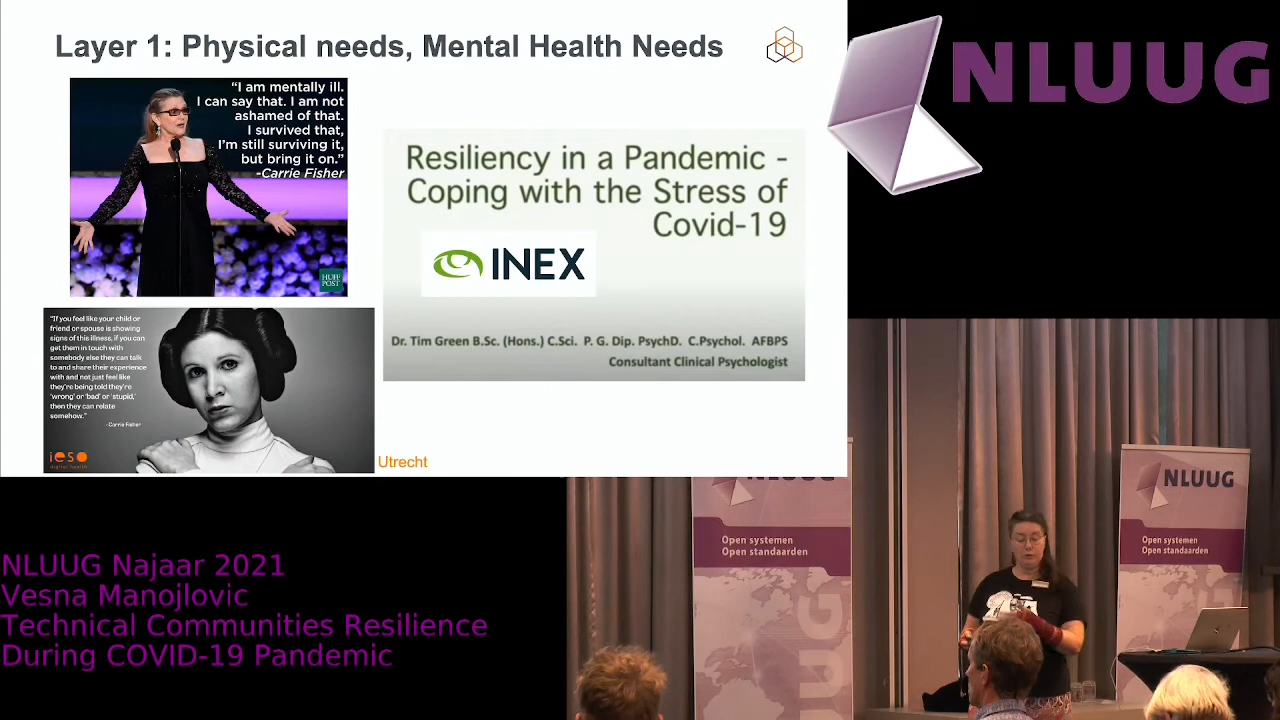 Layer 1: Physical needs, Mental Health Needs
“I am mentally ill.
I can say that. I am not
ashamed of that.
I survived that,
I’m still surviving it,
but bring it on.”
-Carrie Fisher
HUFF
POST
"If you feel like your child or
friend or spouse is showing
signs of this illness, if you can
get them in touch with
somebody else they can talk
to and share their experience
with and not just feel like
they're being told they're
'wrong' or 'bad' or 'stupid,'
then they can relate
somehow."
- Carrie Fisher
ieso
digital health
Resiliency in a Pandemic -
Coping with the Stress of
Covid-19
INEX
Dr. Tim Green B.Sc. (Hons.) C.Sci. P. G. Dip. PsychD. C.Psychol. AFBPS
Consultant Clinical Psychologist
Utrecht
NLUUG
NLUUG Najaar 2021
Vesna Manojlovic
Technical Communities Resilience
During COVID-19 Pandemic
NLUUG
Open systemen
Open standaarden
NLUUG
Open systemen
Open standaarden